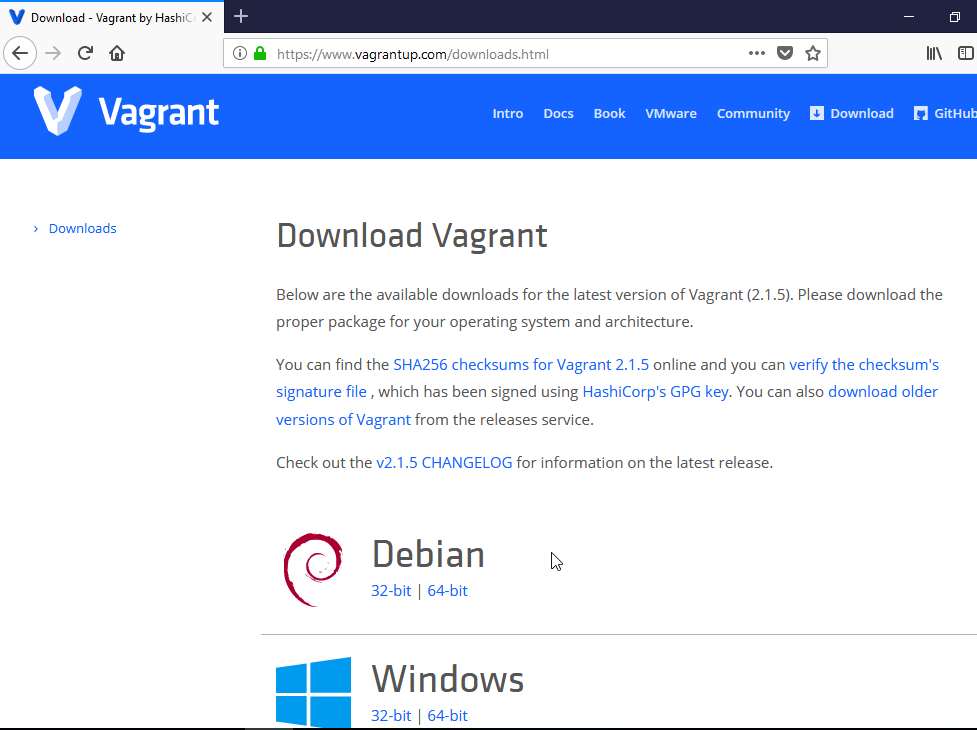 Download - Vagrant by HashiCo
https://www.vagrantup.com/downloads.html
Vagrant
Intro Docs Book VMware Community Download GitHub
› Downloads
Download Vagrant
Below are the available downloads for the latest version of Vagrant (2.1.5). Please download the
proper package for your operating system and architecture.
You can find the SHA256 checksums for Vagrant 2.1.5 online and you can verify the checksum's
signature file , which has been signed using HashiCorp's GPG key. You can also download older
versions of Vagrant from the releases service.
Check out the v2.1.5 CHANGELOG for information on the latest release.
Debian
32-bit | 64-bit
Windows
32-bit | 64-bit